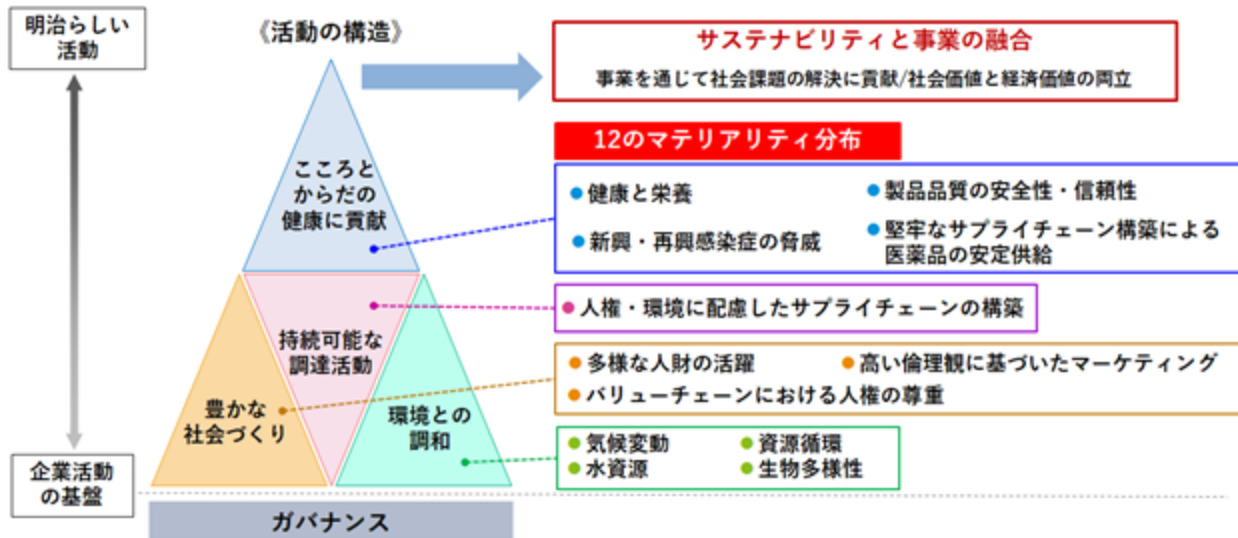 明治らしい
活動
《活動の構造》
サステナビリティと事業の融合
事業を通じて社会課題の解決に貢献/社会価値と経済価値の両立
12のマテリアリティ分布
こころと
からだの
健康に貢献
健康と栄養
製品品質の安全性・信頼性
新興・再興感染症の脅威
堅牢なサプライチェーン構築による
医薬品の安定供給
人権・環境に配慮したサプライチェーンの構築
持続可能な
調達活動
多様な人財の活躍
高い倫理観に基づいたマーケティング
バリューチェーンにおける人権の尊重
豊かな
社会づくり
環境との
調和
気候変動
資源循環
水資源
生物多様性
企業活動
の基盤
ガバナンス